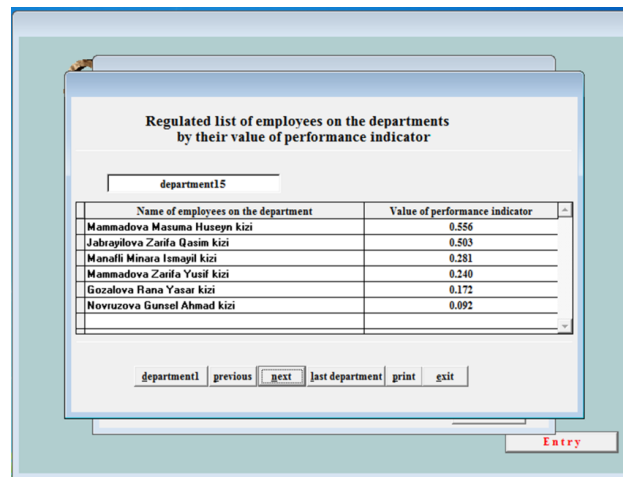 Regulated list of employees on the departments
by their value of performance indicator
department15
Name of employees on the department Value of performance indicator
Mammadova Masuma Huseyn kizi 0.556
Jabrayilova Zarifa Qasim kizi 0.503
Manafli Minara Ismayil kizi 0.281
Mammadova Zarifa Yusif kizi 0.240
Gozalova Rana Yasar kizi 0.172
Novruzova Gunsel Ahmad kizi 0.092
department1 previous next last department print exit
Entry